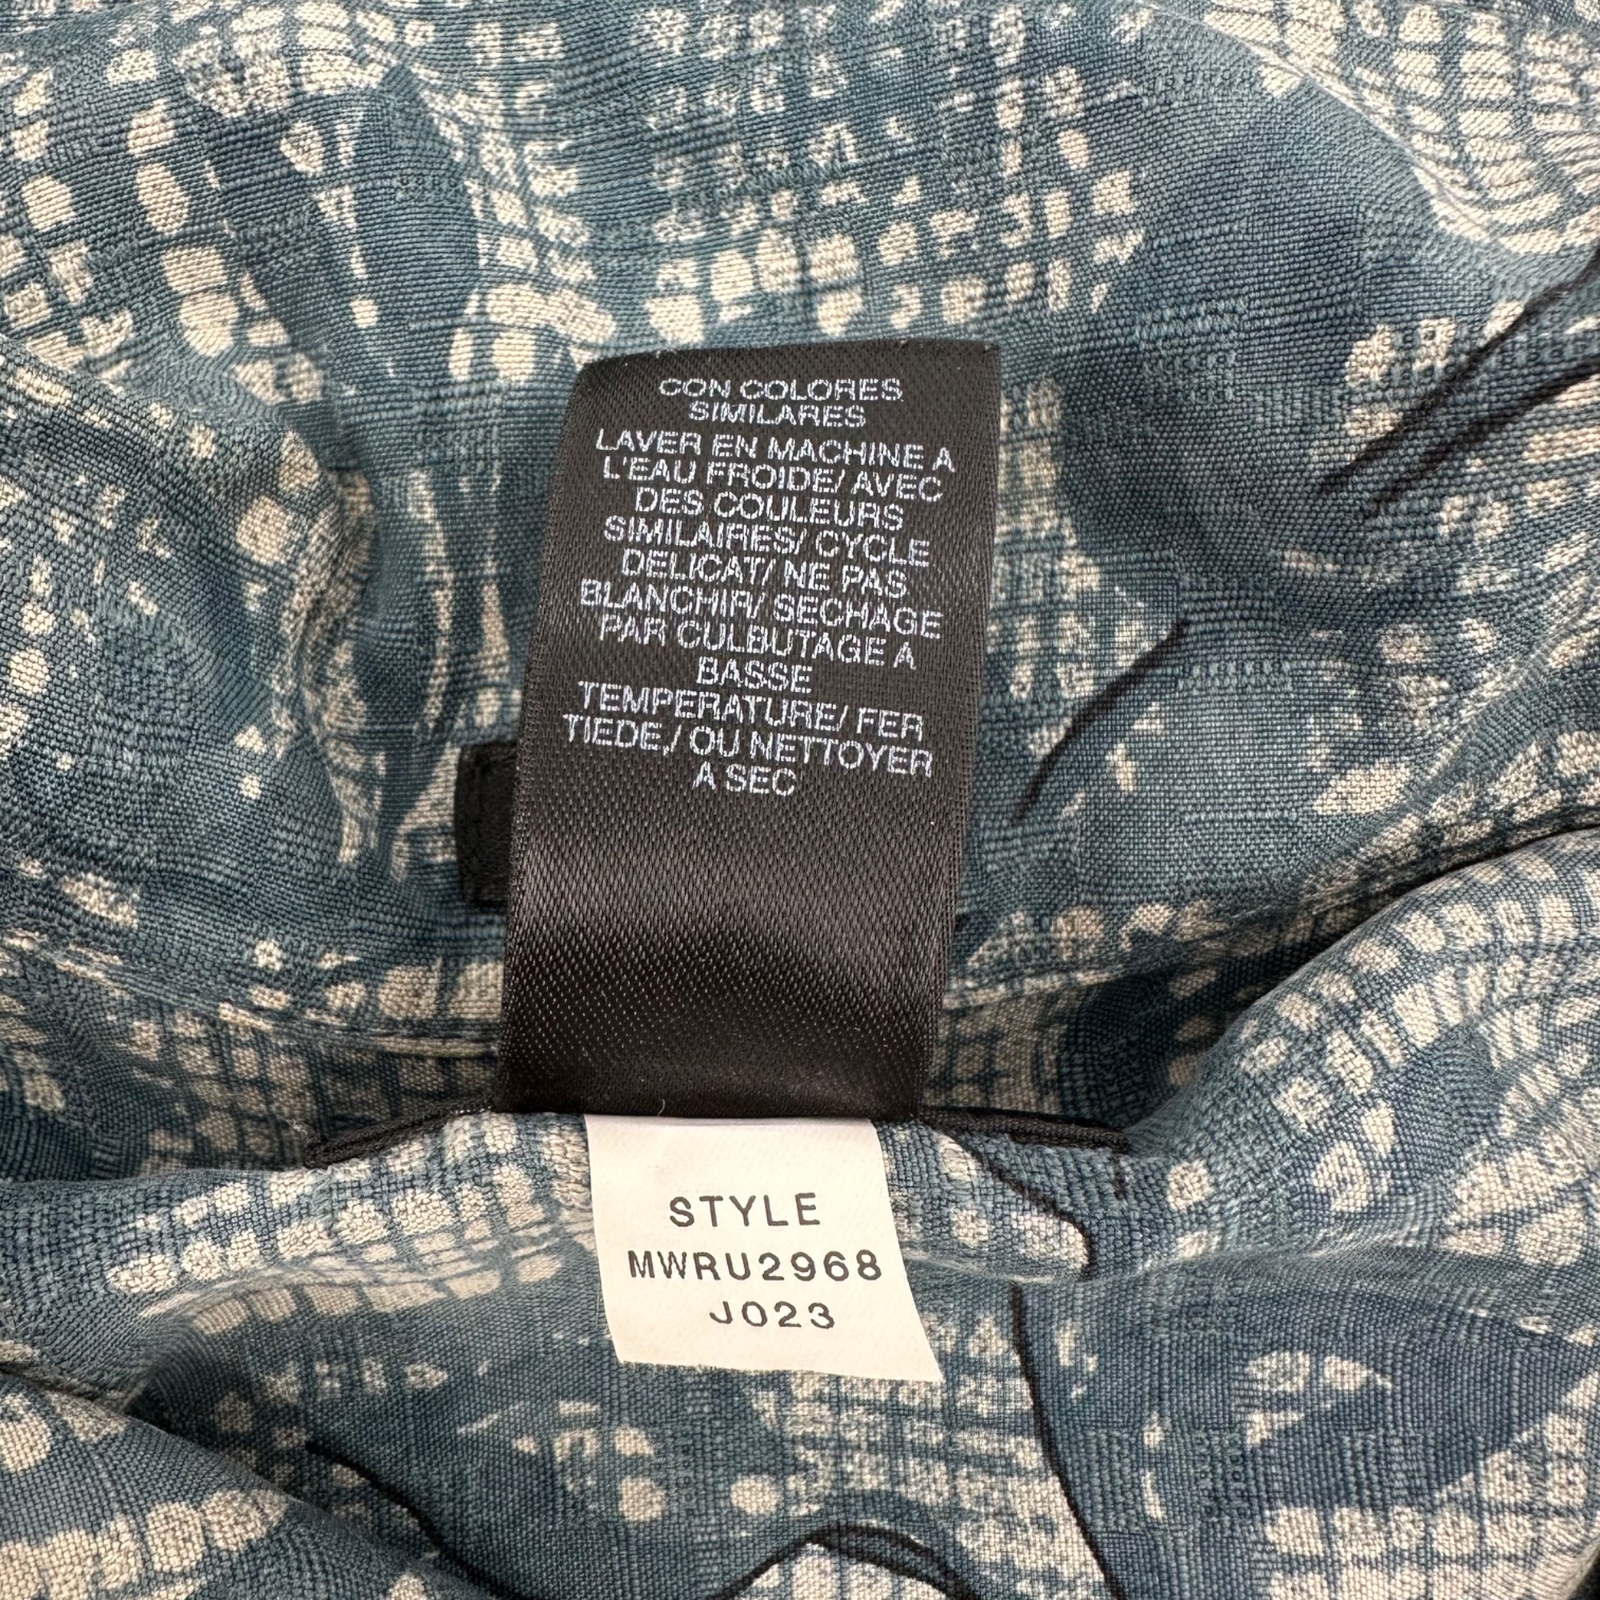 CON COLORES
SIMILARES
LAVER EN MACHINE A
L'EAU FROIDE/ AVEC
DES COULEURS
SIMILAIRES/ CYCLE
DELICAT/ NE PAS
BLANCHIR/ SECHAGE
PAR CULBUTAGE A
BASSE
TEMPERATURE/ FER
TIEDE,/ OU NETTOYER
A SEC
STYLE
MWRU2968
J023